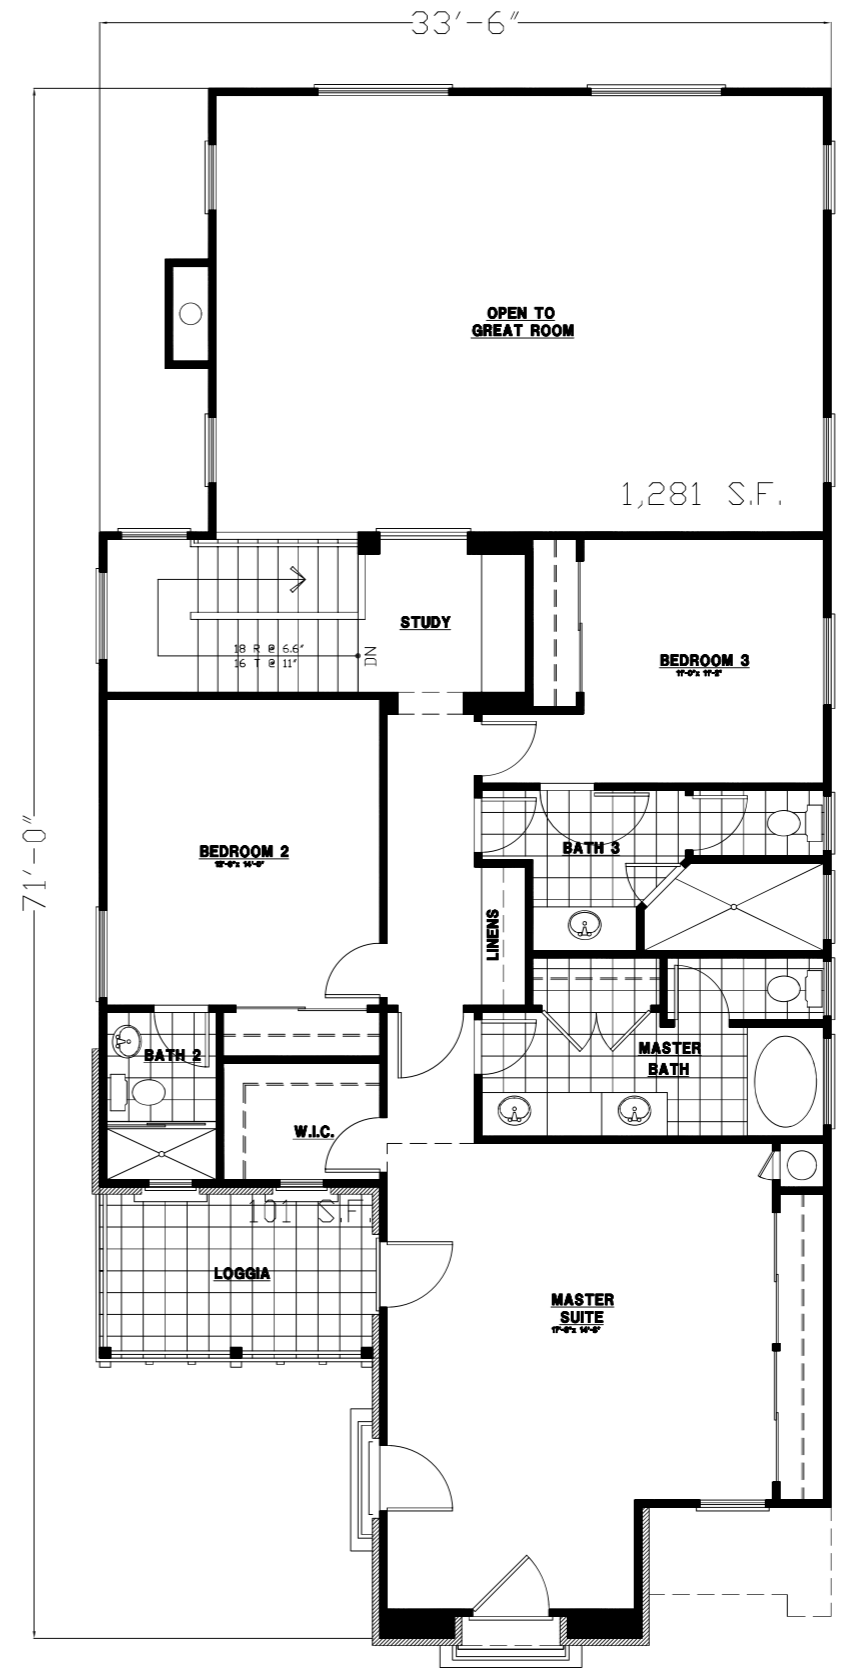 33'-6"
71'-0"
OPEN TO
GREAT ROOM
1,281 S.F.
STUDY
18 R @ 6.6"
16 T @ 11"
DN
BEDROOM 3
BEDROOM 2
BATH 3
LINENS
BATH 2
MASTER
BATH
W.I.C.
101 S.F.
LOGGIA
MASTER
SUITE